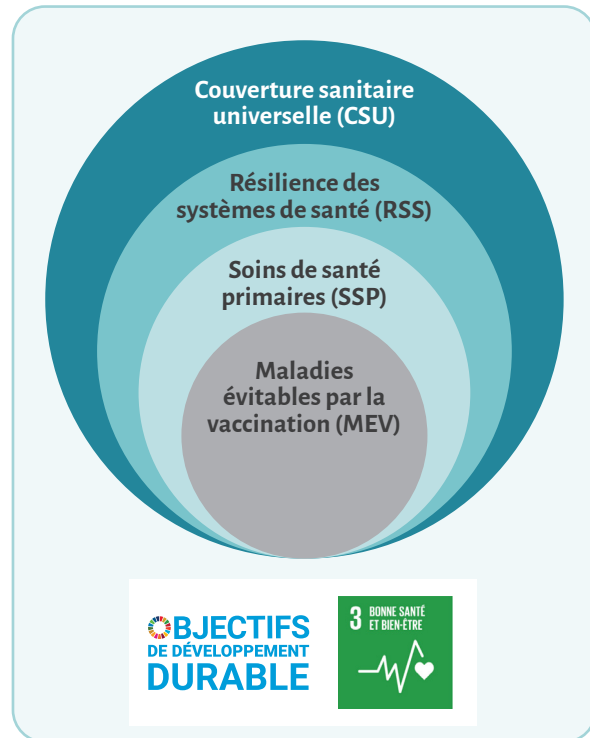 Couverture sanitaire
universelle (CSU)
Résilience des
systèmes de santé (RSS)
Soins de santé
primaires (SSP)
Maladies
évitables par la
vaccination (MEV)
OBJECTIFS
DE DÉVELOPPEMENT
DURABLE
3 BONNE SANTÉ
ET BIEN-ÊTRE